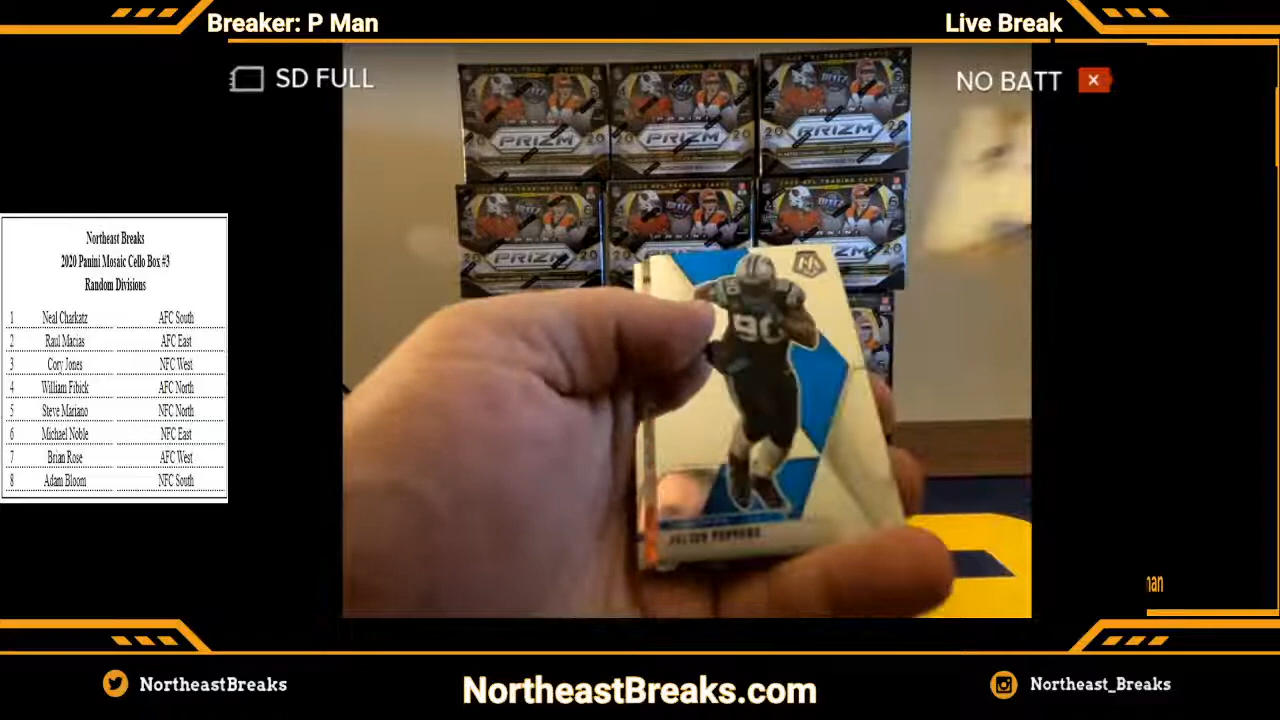 Breaker: P Man
Live Break
SD FULL
NO BATT
PRIZM
PRIZM
PRIZM
Northeast Breaks
2020 Panini Mosaic Cello Box #3
Random Divisions
1 Neal Charkatz AFC South
2 Raul Macias AFC East
3 Cory Jones NFC West
4 William Fibick AFC North
5 Steve Mariano NFC North
6 Michael Noble NFC East
7 Brian Rose AFC West
8 Adam Bloom NFC South
90
NortheastBreaks
NortheastBreaks.com
Northeast_Breaks